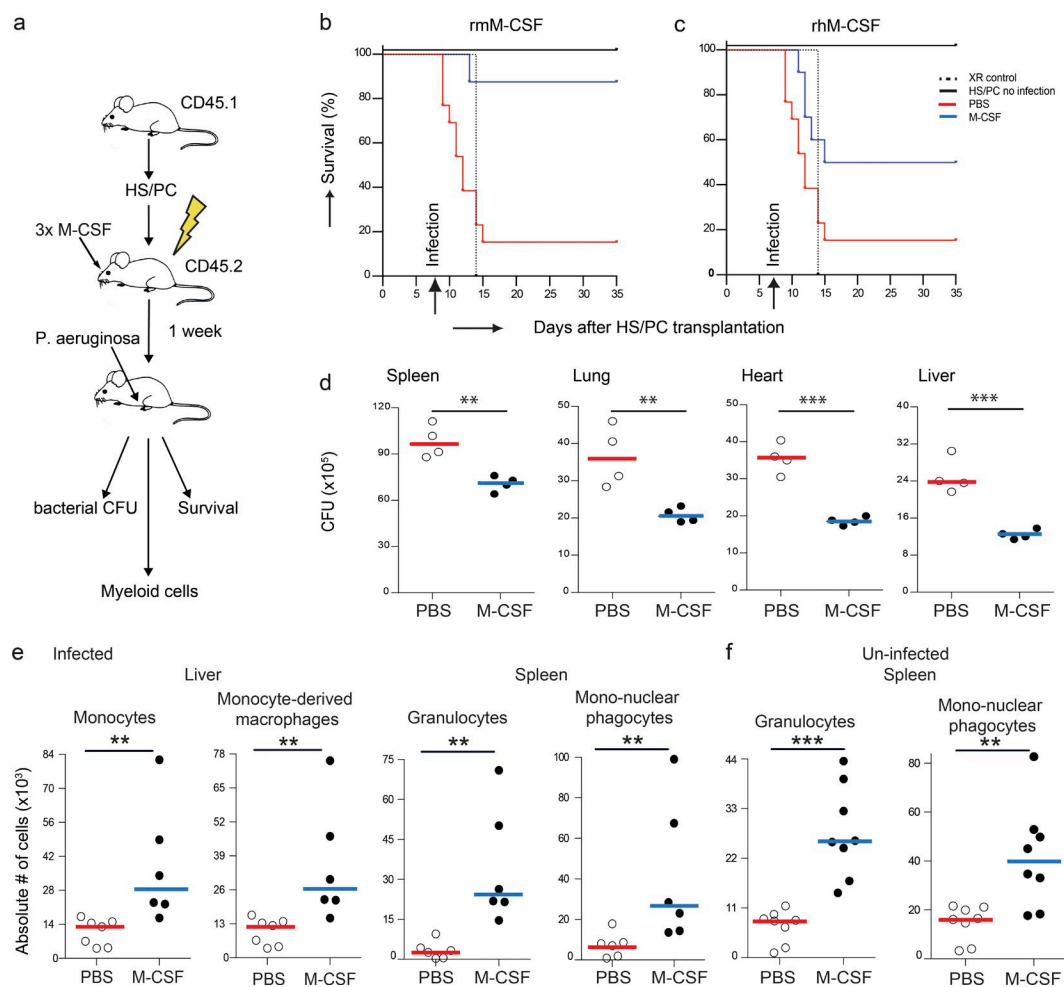 a
CD45.1
HS/PC
3x M-CSF
CD45.2
1 week
P. aeruginosa
bacterial CFU
Survival
Myeloid cells
b
rmM-CSF
Survival (%)
100
80
60
40
20
0
Infection
0 5 10 15 20 25 30 35
c
rhM-CSF
100
80
60
40
20
0
Infection
0 5 10 15 20 25 30 35
XR control
HS/PC no infection
PBS
M-CSF
Days after HS/PC transplantation
d
CFU (x10⁵)
Spleen
**
120
90
60
30
0
PBS M-CSF
Lung
**
50
40
30
20
10
0
PBS M-CSF
Heart
***
50
40
30
20
10
0
PBS M-CSF
Liver
***
40
24
28
16
12
8
0
PBS M-CSF
e
Infected
Liver
Absolute # of cells (x10³)
Monocytes
**
84
70
56
42
28
14
0
PBS M-CSF
Monocyte-derived
macrophages
**
78
65
52
39
26
13
0
PBS M-CSF
Spleen
Granulocytes
**
75
60
45
30
15
0
PBS M-CSF
Mono-nuclear
phagocytes
**
100
80
60
40
20
0
PBS M-CSF
f
Un-infected
Spleen
Granulocytes
***
44
33
22
11
0
PBS M-CSF
Mono-nuclear
phagocytes
**
80
60
40
20
0
PBS M-CSF